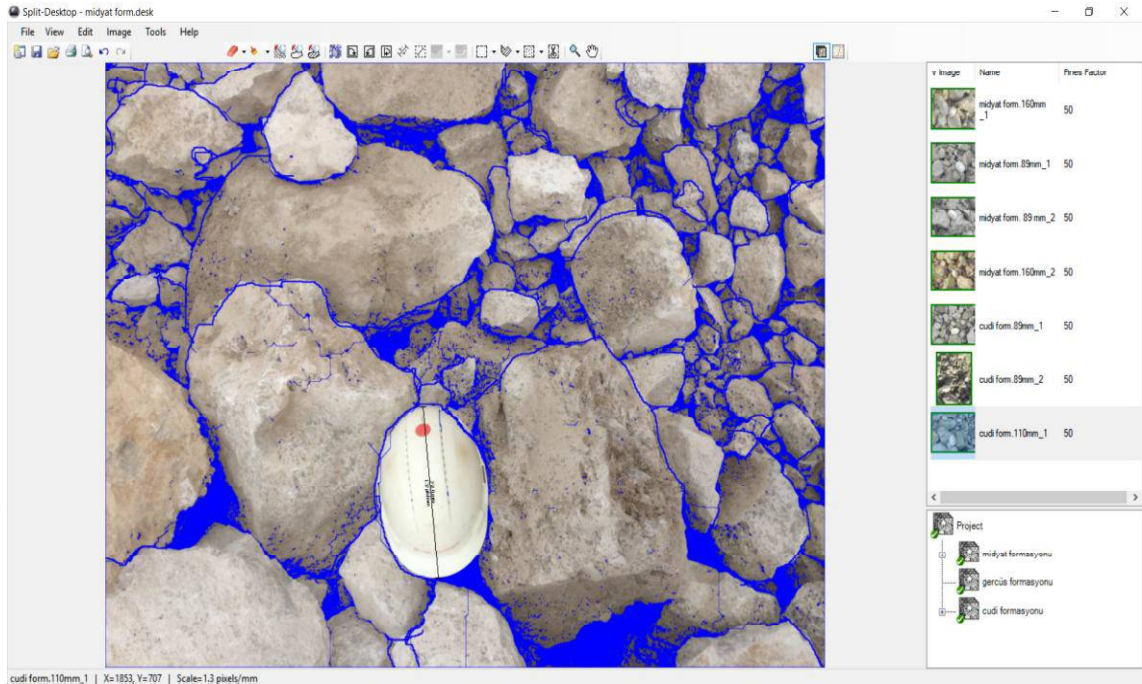 Split-Desktop - midyat form.desk
File View Edit Image Tools Help
v Image Name Fines Factor
midyat form.160mm
_1 50
midyat form.89mm_1 50
midyat form. 89 mm_2 50
midyat form.160mm_2 50
cudi form.89mm_1 50
cudi form.89mm_2 50
cudi form.110mm_1 50
Project
midyat formasyonu
gercüs formasyonu
cudi formasyonu
cudi form.110mm_1 | X=1853, Y=707 | Scale=1.3 pixels/mm